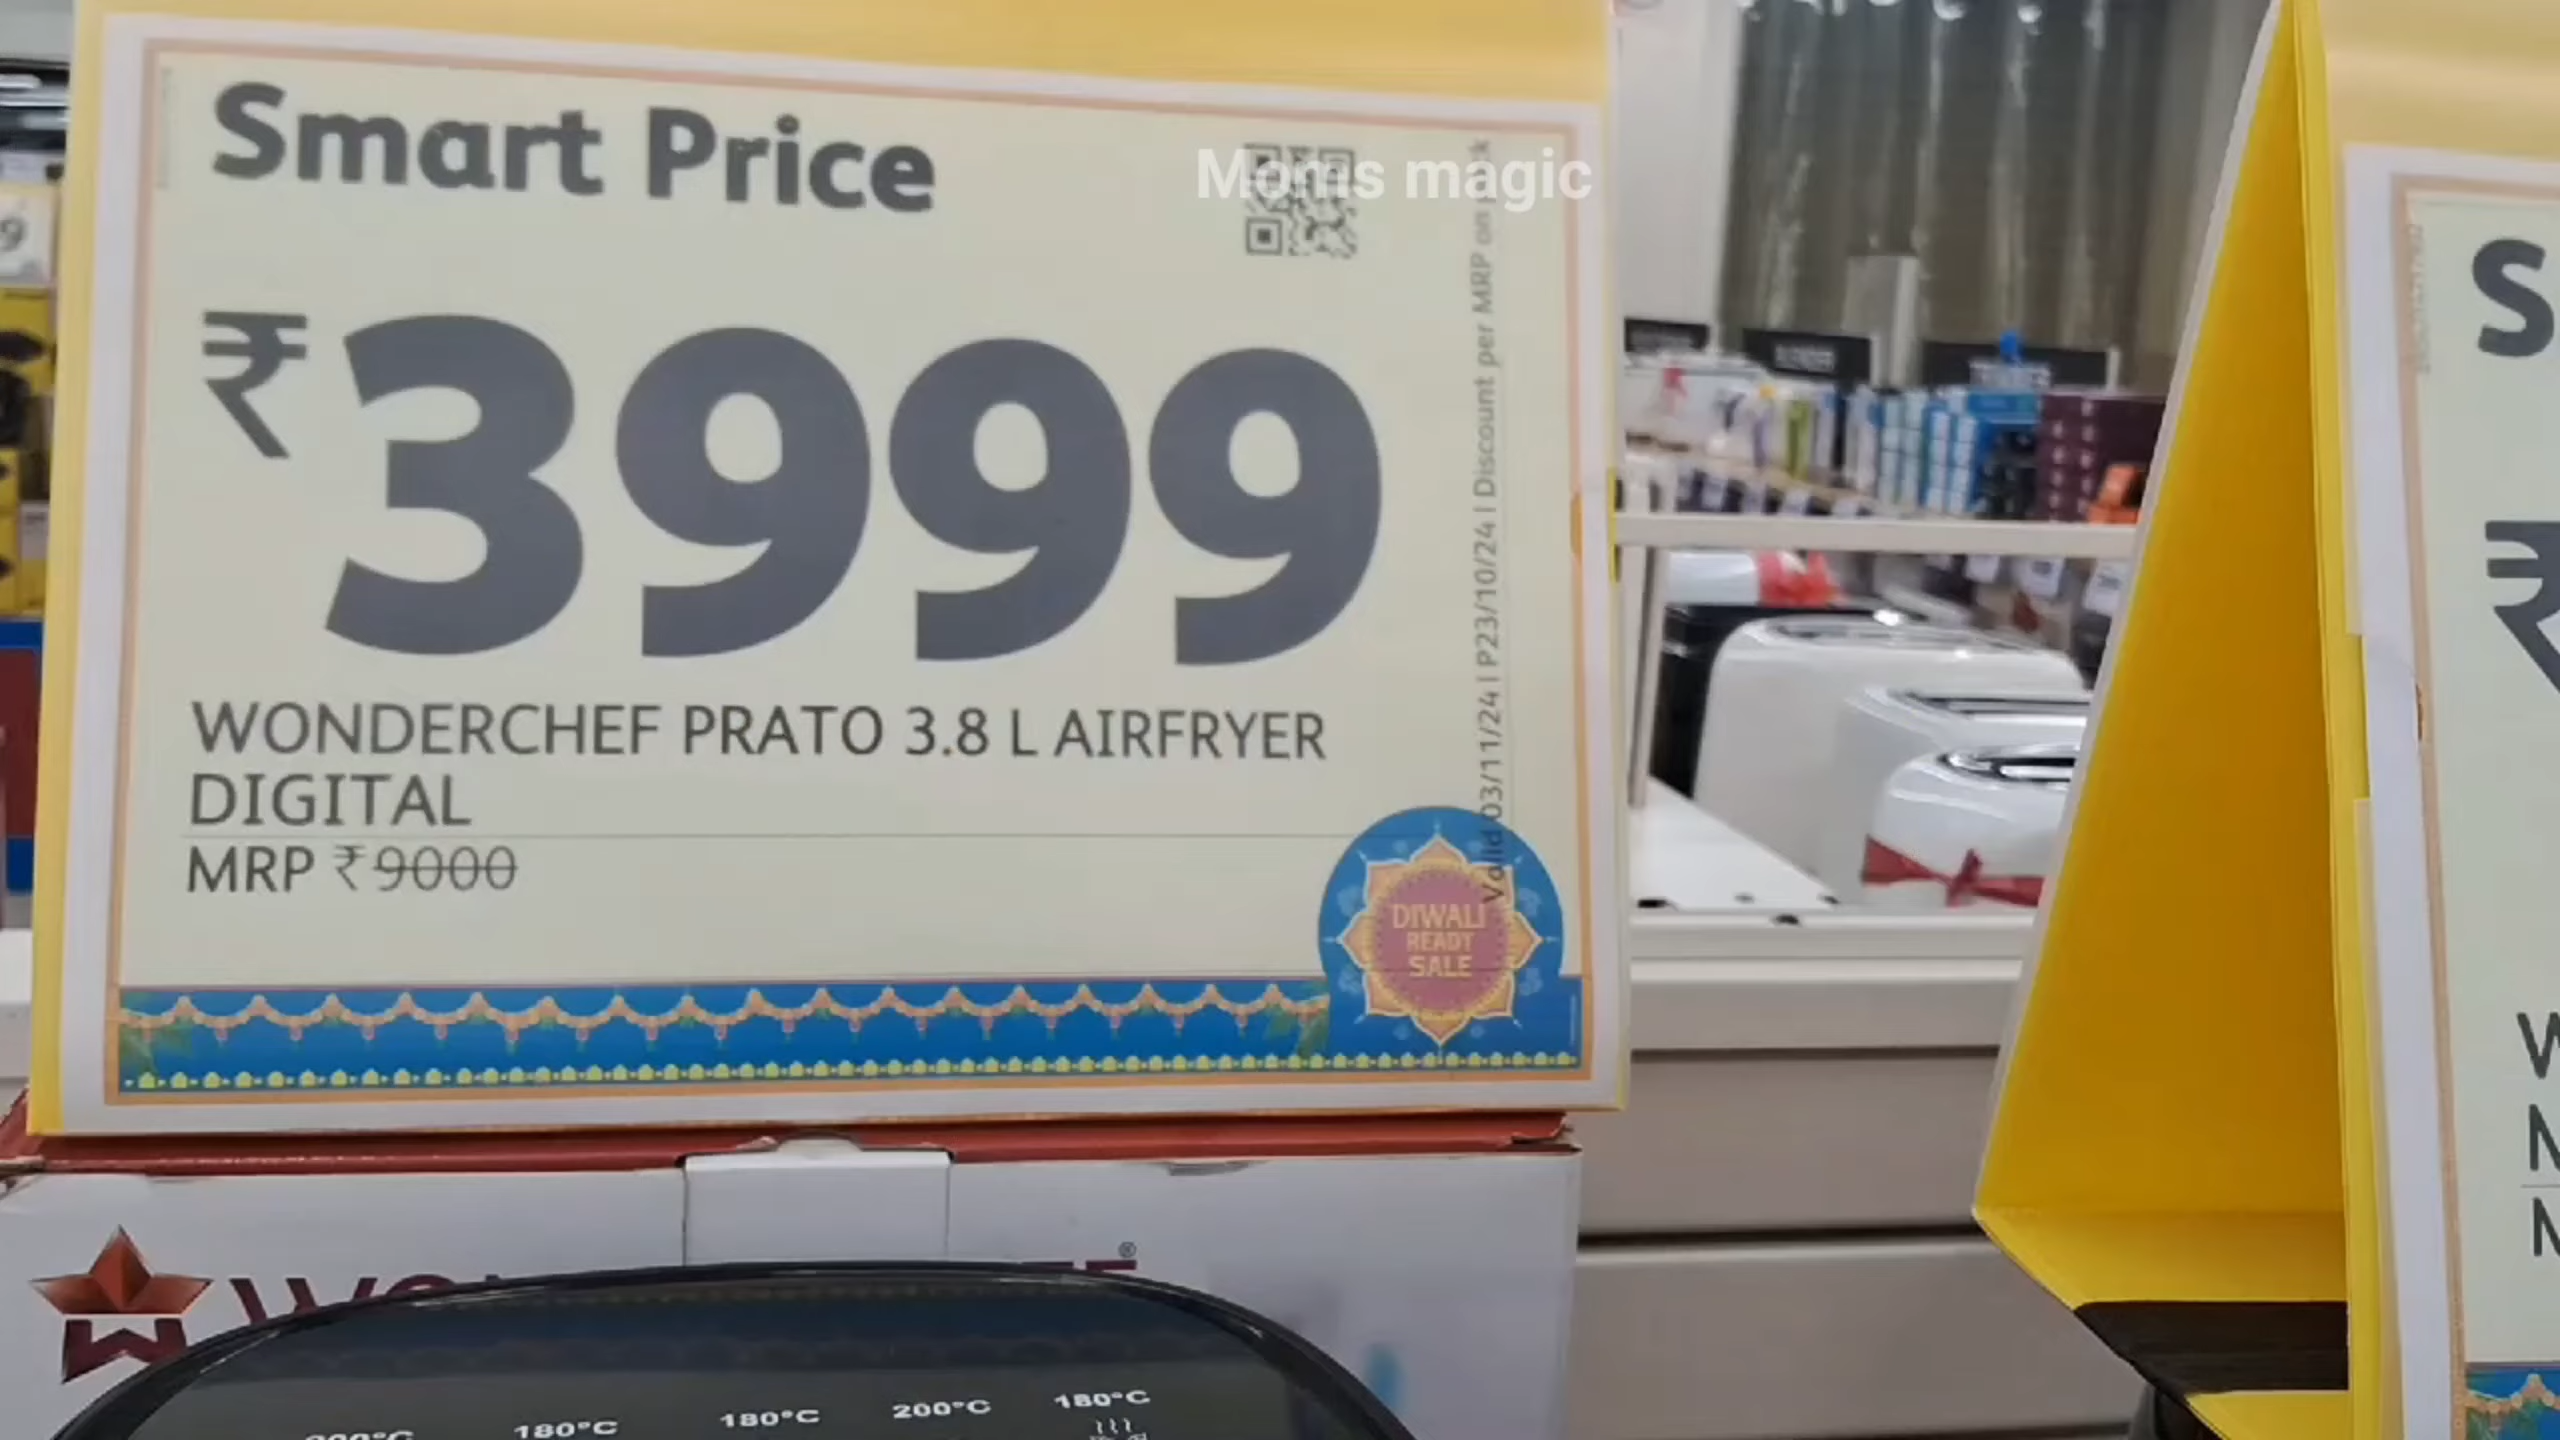 Smart Price
Moms magic
₹3999
WONDERCHEF PRATO 3.8 L AIRFRYER
DIGITAL
MRP ₹9000
Valid 03/11/24 | P23/10/24 | Discount per MRP on
DIWALI
READY
SALE
180°C
180°C
200°C
180°C